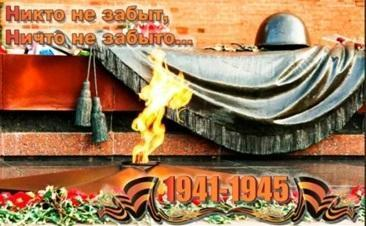 Никто не забыт,
Ничто не забыто...
1941-1945